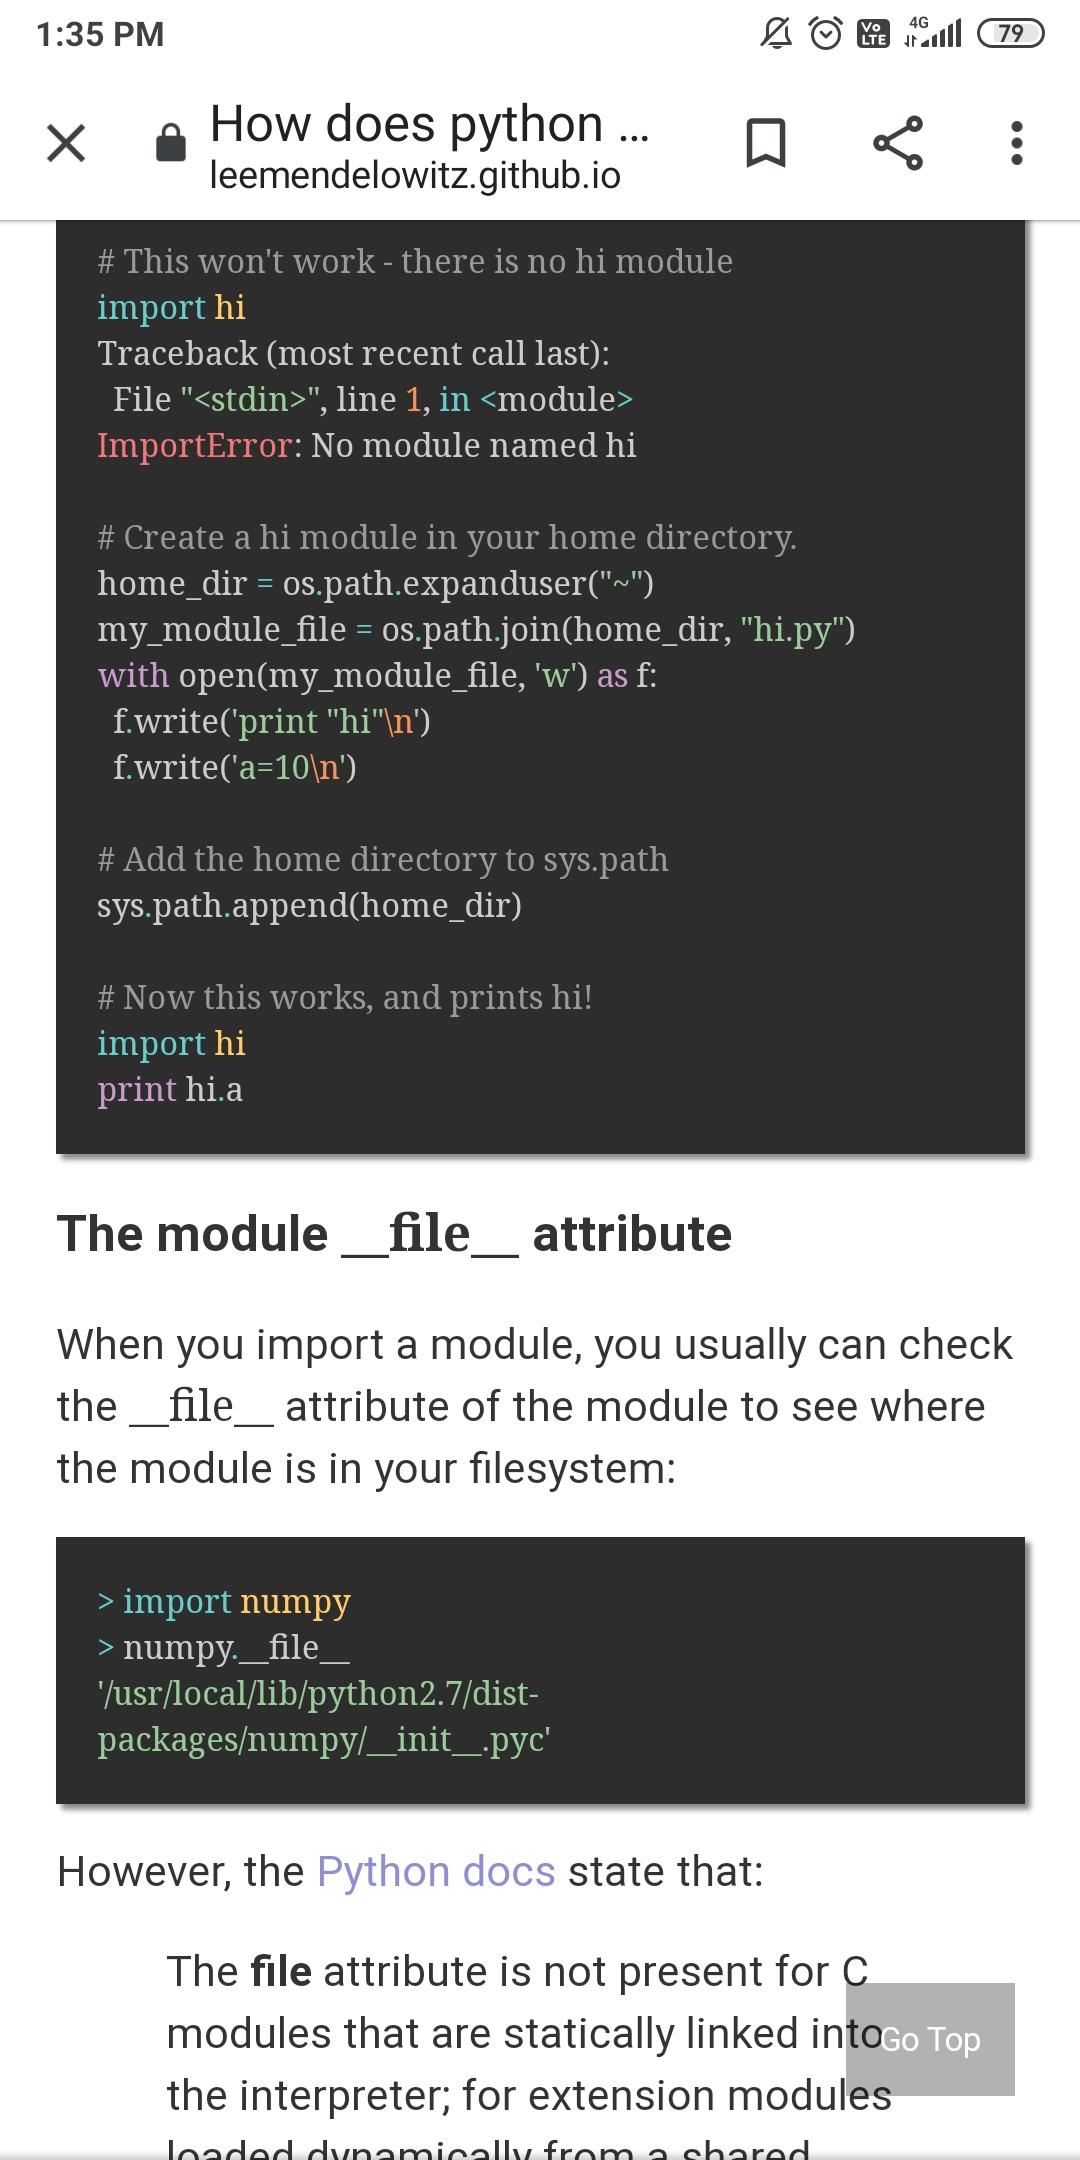 1:35 PM
Vo LTE 4G 79
How does python ...
leemendelowitz.github.io
# This won't work - there is no hi module
import hi
Traceback (most recent call last):
  File "<stdin>", line 1, in <module>
ImportError: No module named hi
# Create a hi module in your home directory.
home_dir = os.path.expanduser("~")
my_module_file = os.path.join(home_dir, "hi.py")
with open(my_module_file, 'w') as f:
  f.write('print "hi"\n')
  f.write('a=10\n')
# Add the home directory to sys.path
sys.path.append(home_dir)
# Now this works, and prints hi!
import hi
print hi.a
The module __file__ attribute
When you import a module, you usually can check
the __file__ attribute of the module to see where
the module is in your filesystem:
> import numpy
> numpy.__file__
'/usr/local/lib/python2.7/dist-
packages/numpy/__init__.pyc'
However, the Python docs state that:
The file attribute is not present for C
modules that are statically linked into
Go Top
the interpreter; for extension modules
loaded dynamically from a shared